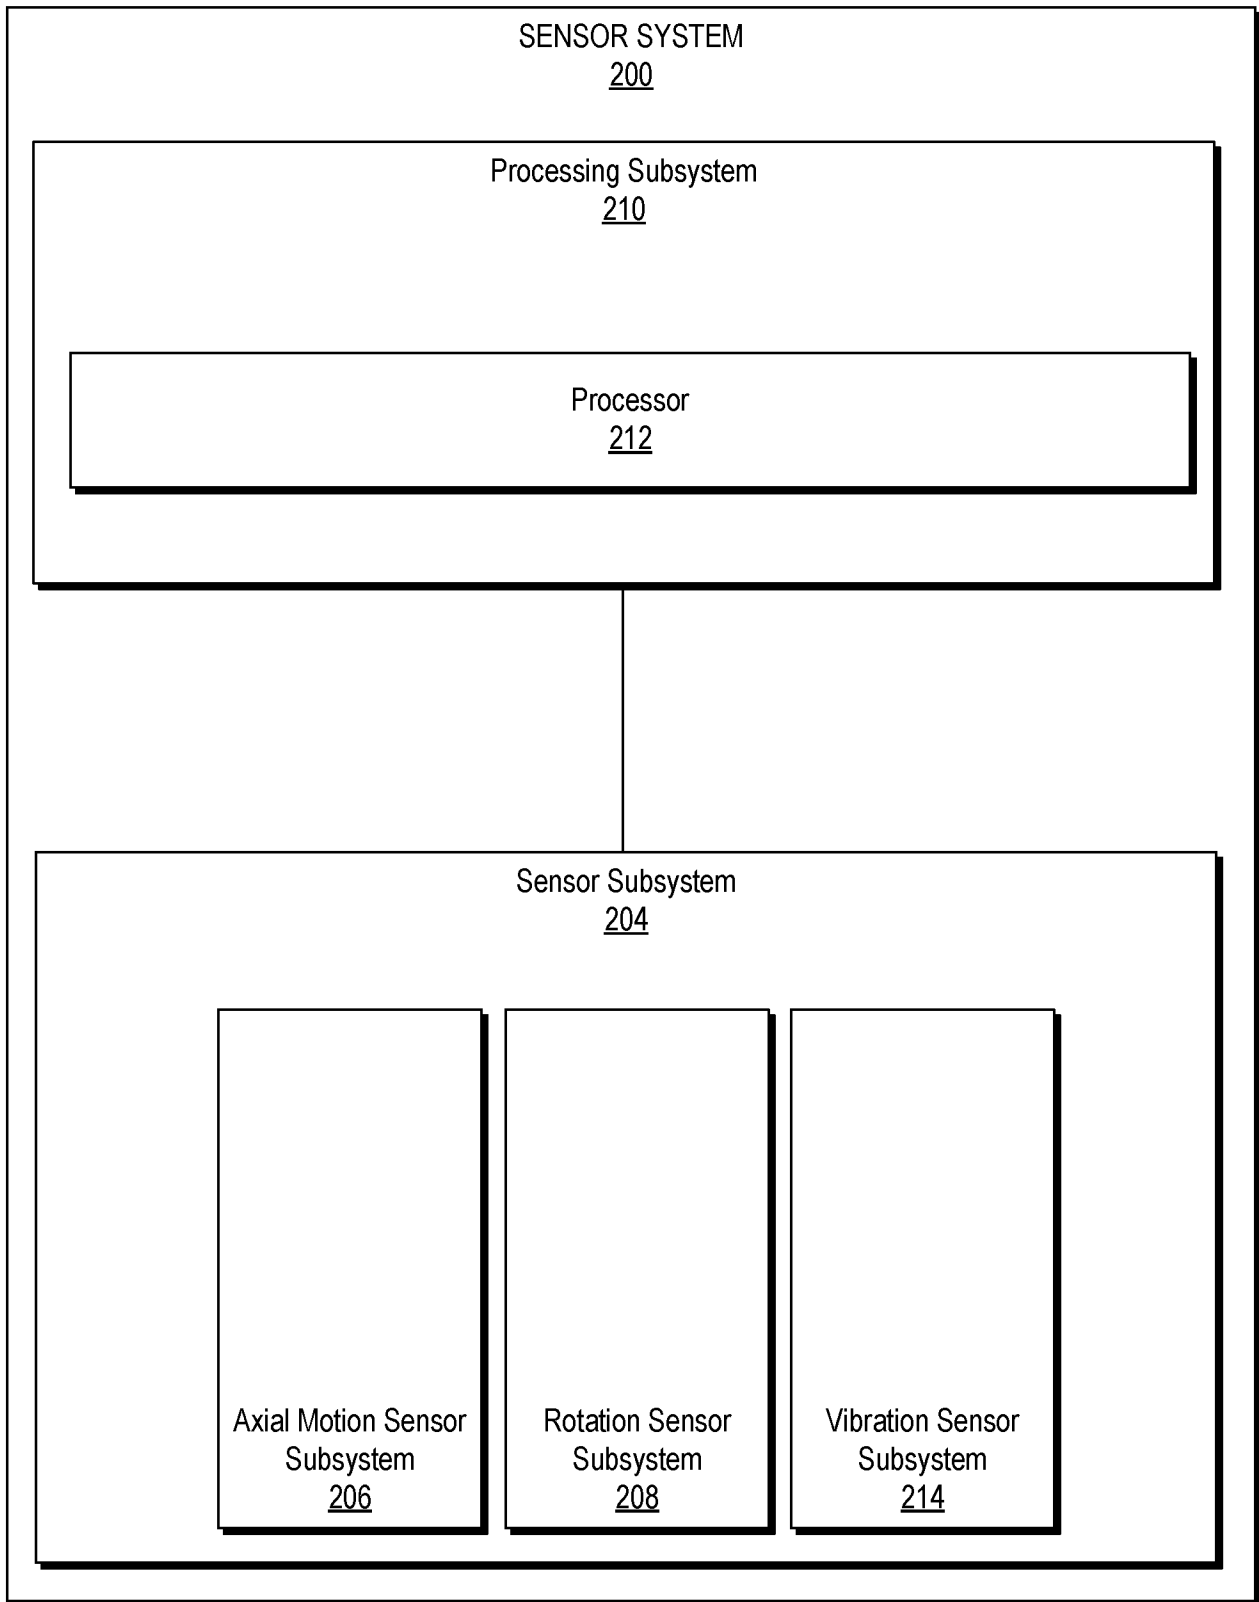 SENSOR SYSTEM
200
Processing Subsystem
210
Processor
212
Sensor Subsystem
204
Axial Motion Sensor
Subsystem
206
Rotation Sensor
Subsystem
208
Vibration Sensor
Subsystem
214